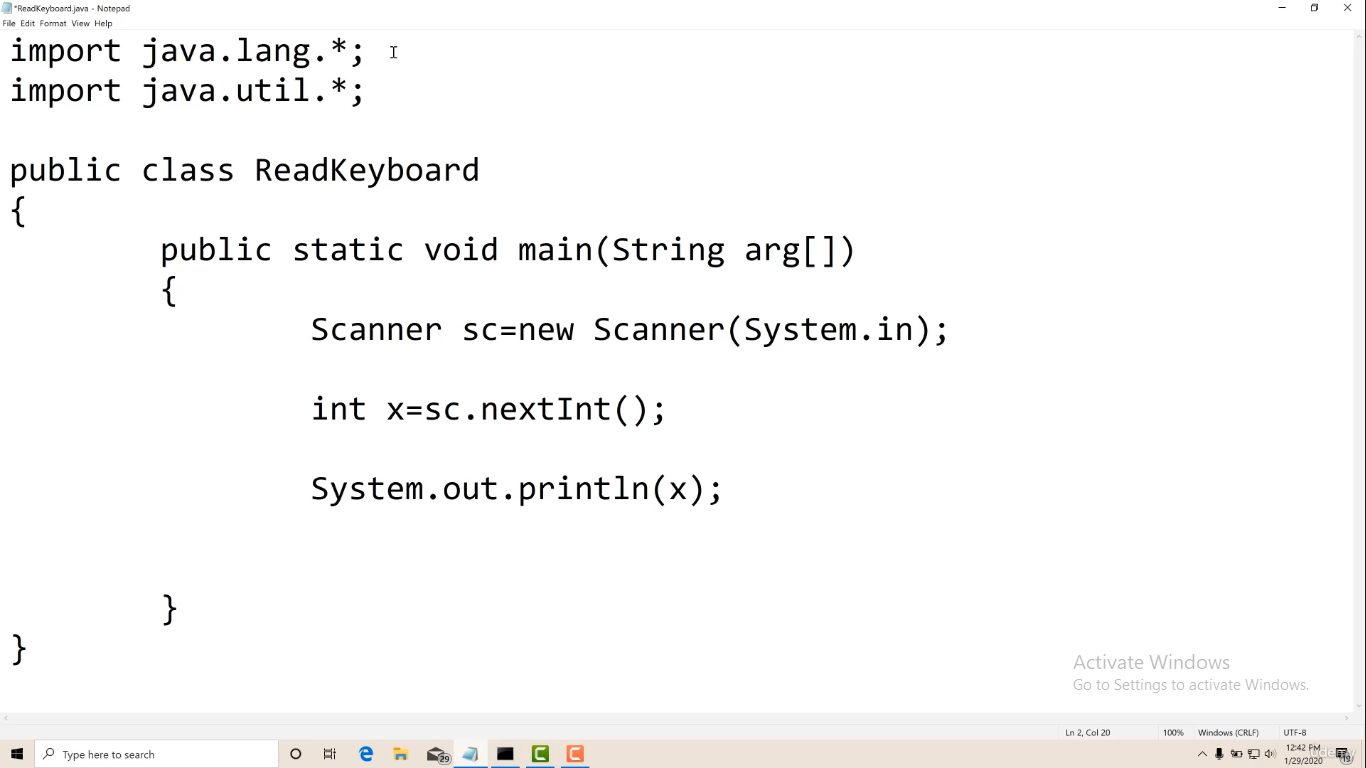 *ReadKeyboard.java - Notepad
File Edit Format View Help
import java.lang.*;
import java.util.*;
public class ReadKeyboard
{
public static void main(String arg[])
{
Scanner sc=new Scanner(System.in);
int x=sc.nextInt();
System.out.println(x);
}
}
Activate Windows
Go to Settings to activate Windows.
Ln 2, Col 20 100% Windows (CRLF) UTF-8
Type here to search
29
12:42 PM
1/29/2020
19